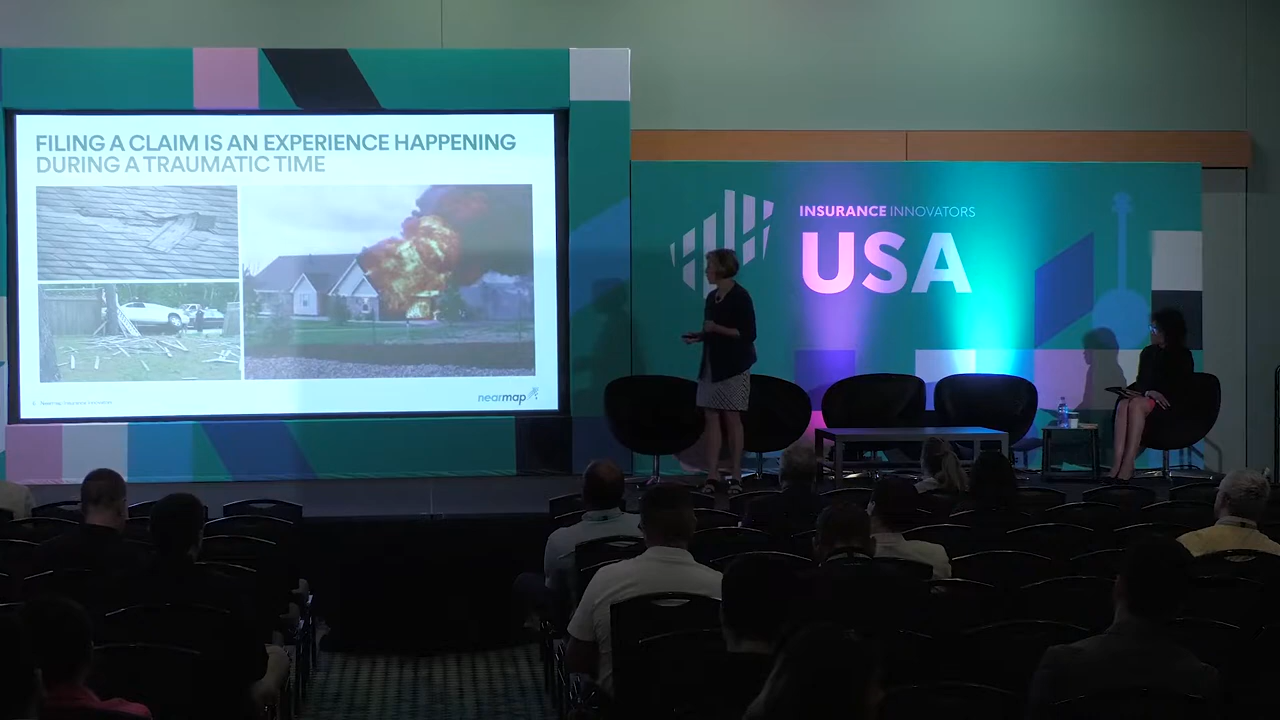 FILING A CLAIM IS AN EXPERIENCE HAPPENING
DURING A TRAUMATIC TIME
nearmap
INSURANCE INNOVATORS
USA